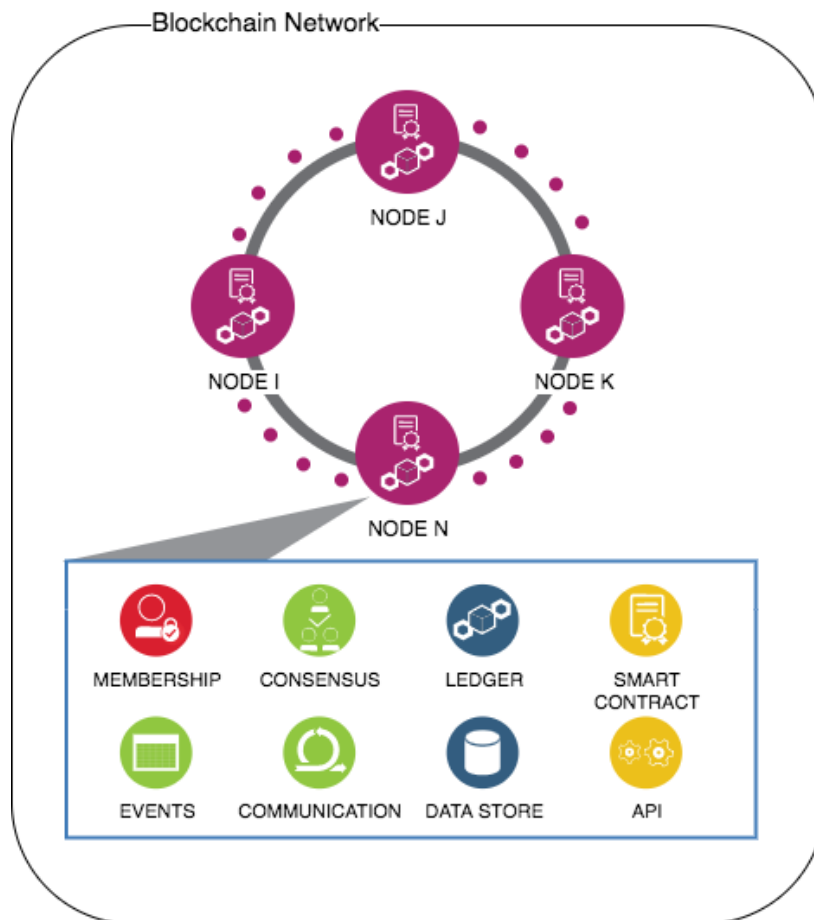 Blockchain Network
NODE J
NODE I
NODE K
NODE N
MEMBERSHIP
CONSENSUS
LEDGER
SMART
CONTRACT
EVENTS
COMMUNICATION
DATA STORE
API